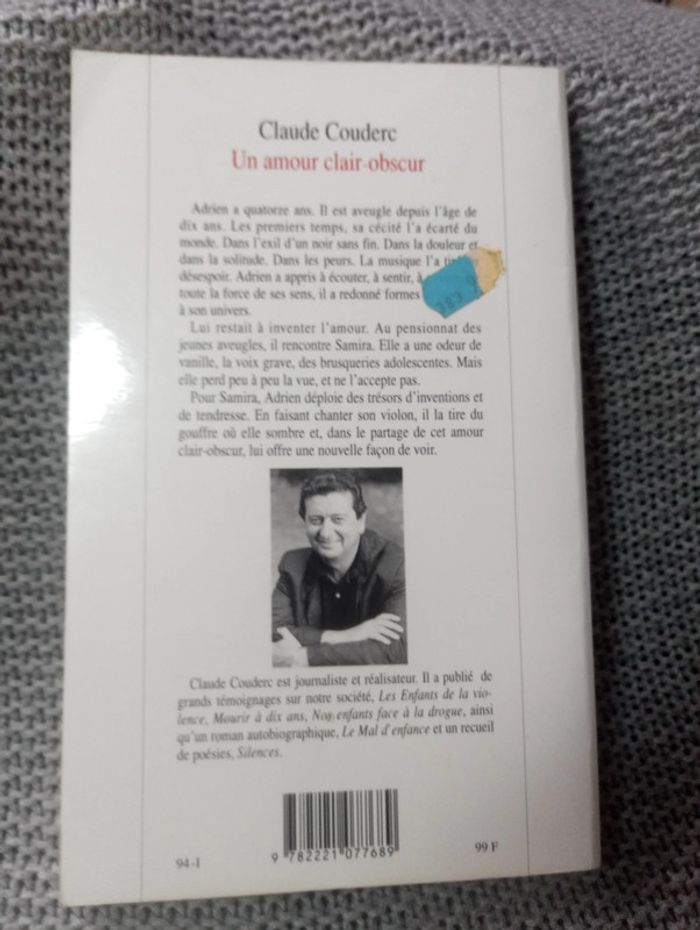 Claude Couderc
Un amour clair-obscur
Adrien a quatorze ans. Il est aveugle depuis l'âge de
dix ans. Les premiers temps, sa cécité l'a écarté du
monde. Dans l'exil d'un noir sans fin. Dans la douleur et
dans la solitude. Dans les peurs. La musique l'a
désespoir. Adrien a appris à écouter, à sentir, à
toute la force de ses sens, il a redonné formes
à son univers.
Lui restait à inventer l'amour. Au pensionnat des
jeunes aveugles, il rencontre Samira. Elle a une odeur de
vanille, la voix grave, des brusqueries adolescentes. Mais
elle perd peu à peu la vue, et ne l'accepte pas.
Pour Samira, Adrien déploie des trésors d'inventions et
de tendresse. En faisant chanter son violon, il la tire du
gouffre où elle sombre et, dans le partage de cet amour
clair-obscur, lui offre une nouvelle façon de voir.
Claude Couderc est journaliste et réalisateur. Il a publié de
grands témoignages sur notre société, Les Enfants de la vio-
lence, Mourir à dix ans, Nos enfants face à la drogue, ainsi
qu'un roman autobiographique, Le Mal d'enfance et un recueil
de poésies, Silences.
94-I
9 782221 077689
99 F